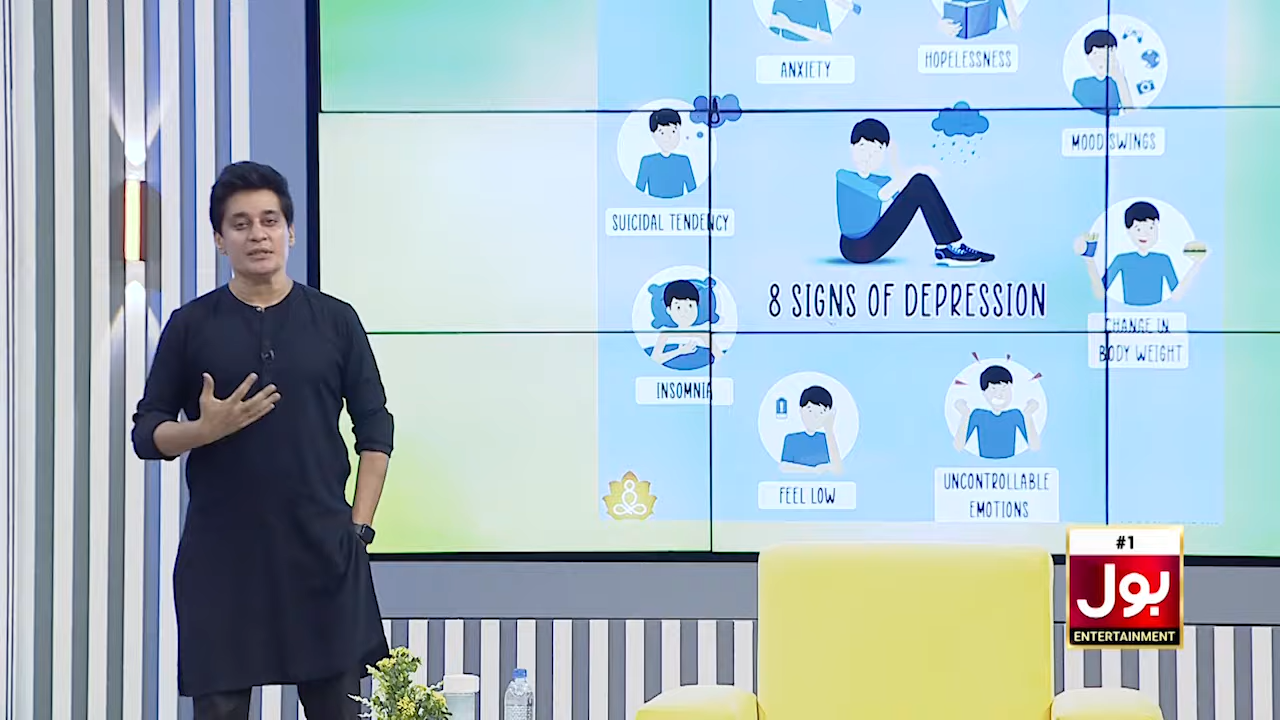 ANXIETY
HOPELESSNESS
MOOD SWINGS
SUICIDAL TENDENCY
8 SIGNS OF DEPRESSION
CHANGE IN
BODY WEIGHT
INSOMNIA
FEEL LOW
UNCONTROLLABLE
EMOTIONS
#1
بول
ENTERTAINMENT